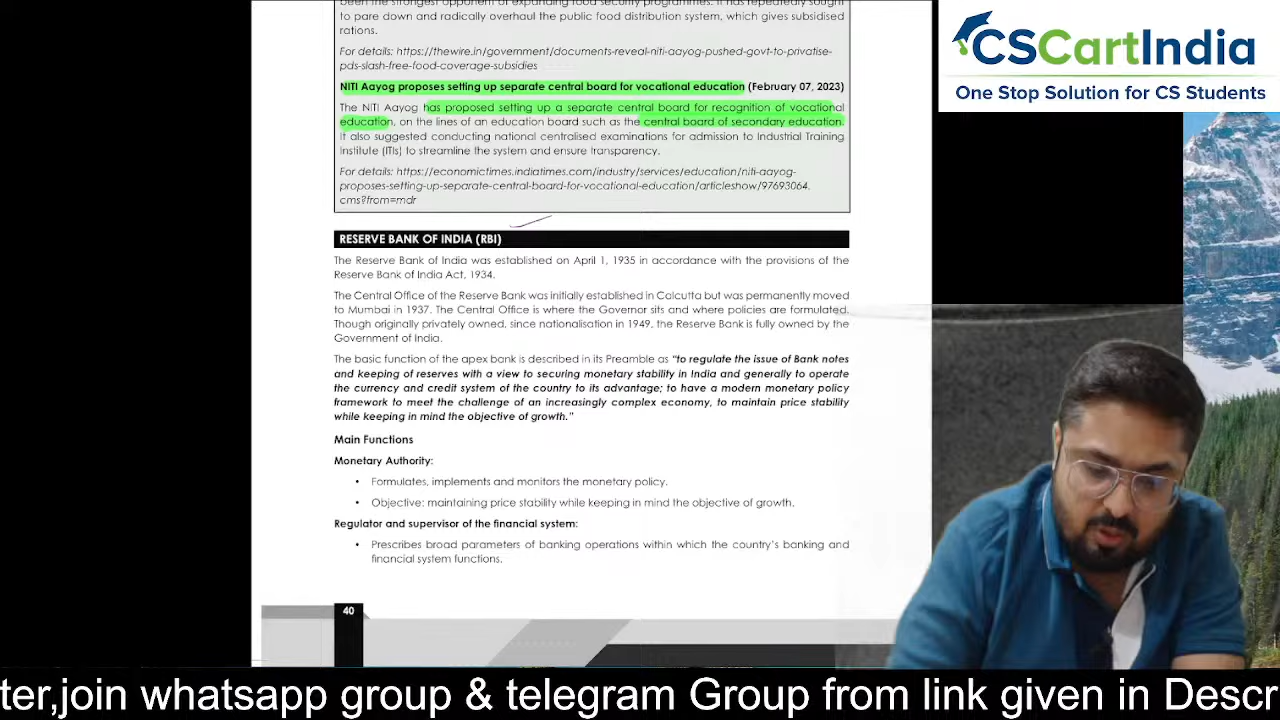 been the strongest opponent of expanding food security programmes. It has repeatedly sought
to pare down and radically overhaul the public food distribution system, which gives subsidised
rations.
For details: https://thewire.in/government/documents-reveal-niti-aayog-pushed-govt-to-privatise-
pds-slash-free-food-coverage-subsidies
NITI Aayog proposes setting up separate central board for vocational education (February 07, 2023)
The NITI Aayog has proposed setting up a separate central board for recognition of vocational
education, on the lines of an education board such as the central board of secondary education.
It also suggested conducting national centralised examinations for admission to Industrial Training
Institute (ITIs) to streamline the system and ensure transparency.
For details: https://economictimes.indiatimes.com/industry/services/education/niti-aayog-
proposes-setting-up-separate-central-board-for-vocational-education/articleshow/97693064.
cms?from=mdr
RESERVE BANK OF INDIA (RBI)
The Reserve Bank of India was established on April 1, 1935 in accordance with the provisions of the
Reserve Bank of India Act, 1934.
The Central Office of the Reserve Bank was initially established in Calcutta but was permanently moved
to Mumbai in 1937. The Central Office is where the Governor sits and where policies are formulated.
Though originally privately owned, since nationalisation in 1949, the Reserve Bank is fully owned by the
Government of India.
The basic function of the apex bank is described in its Preamble as "to regulate the issue of Bank notes
and keeping of reserves with a view to securing monetary stability in India and generally to operate
the currency and credit system of the country to its advantage; to have a modern monetary policy
framework to meet the challenge of an increasingly complex economy, to maintain price stability
while keeping in mind the objective of growth."
Main Functions
Monetary Authority:
• Formulates, implements and monitors the monetary policy.
• Objective: maintaining price stability while keeping in mind the objective of growth.
Regulator and supervisor of the financial system:
• Prescribes broad parameters of banking operations within which the country's banking and
financial system functions.
40
CSCartIndia
One Stop Solution for CS Students
ter,join whatsapp group & telegram Group from link given in Descr